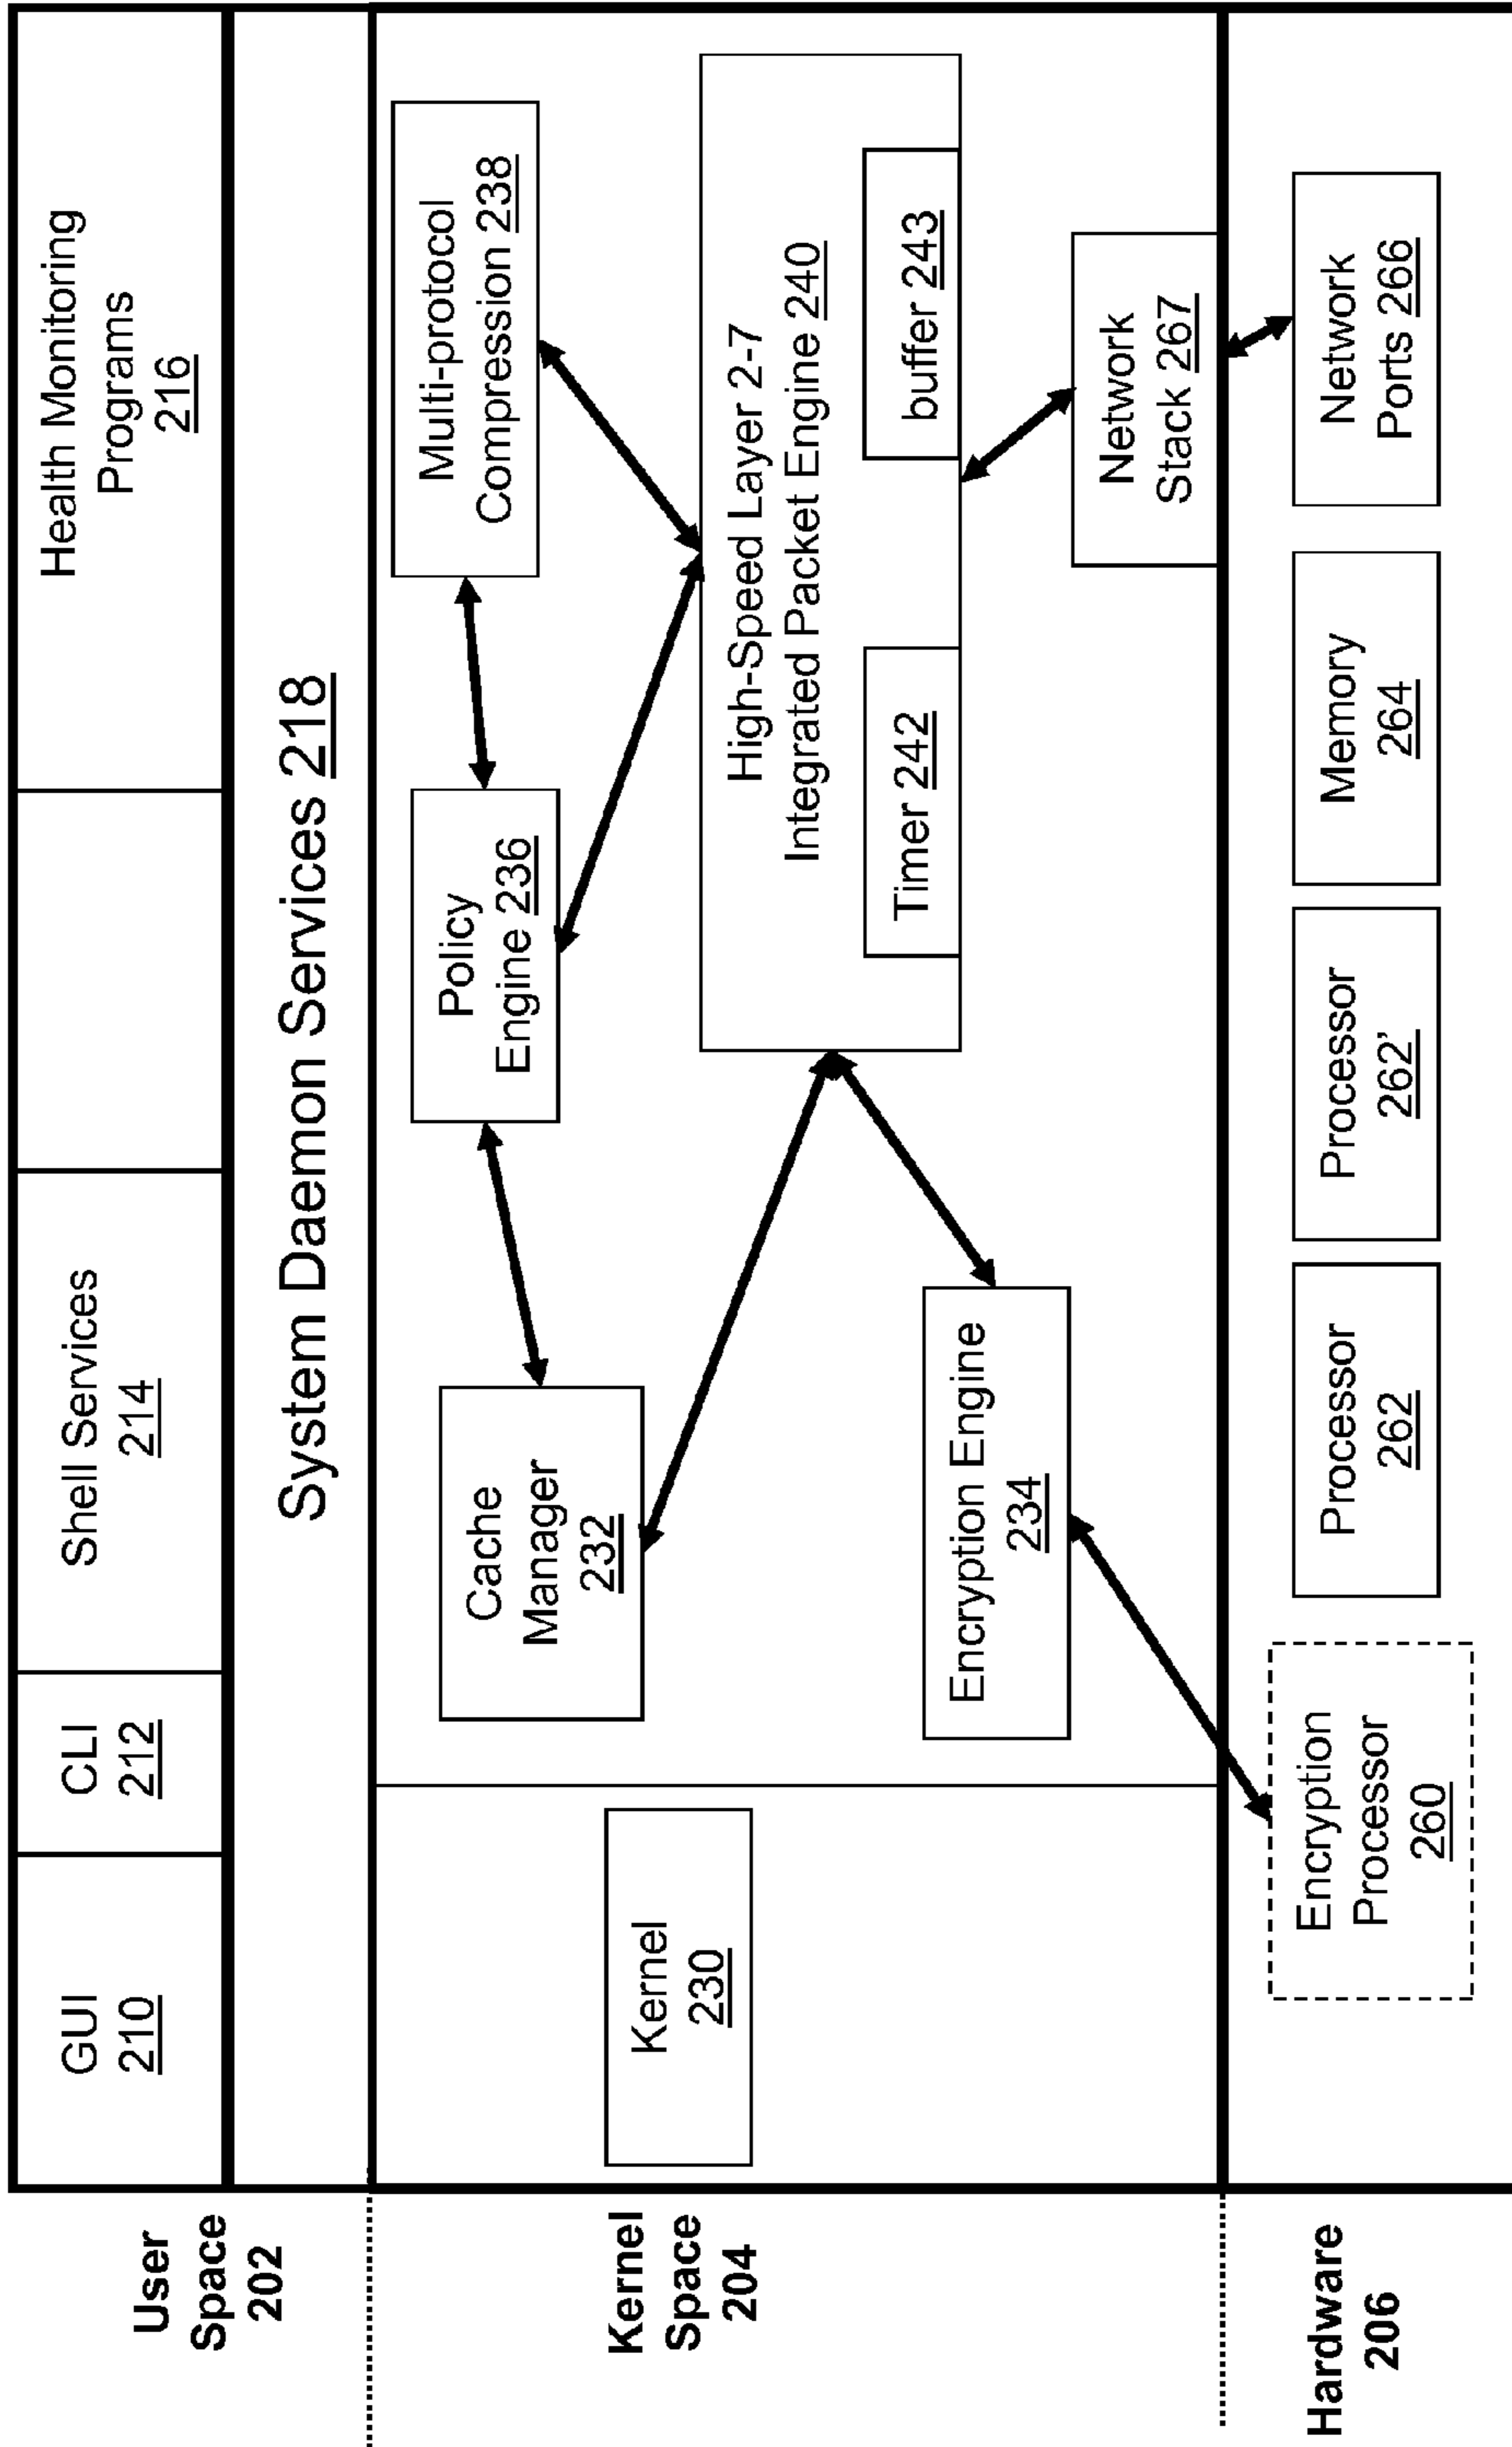 User
Space
202
GUI
210
CLI
212
Shell Services
214
Health Monitoring
Programs
216
System Daemon Services 218
Kernel
Space
204
Kernel
230
Cache
Manager
232
Policy
Engine 236
Multi-protocol
Compression 238
High-Speed Layer 2-7
Integrated Packet Engine 240
Timer 242
buffer 243
Encryption Engine
234
Network
Stack 267
Hardware
206
Encryption
Processor
260
Processor
262
Processor
262’
Memory
264
Network
Ports 266